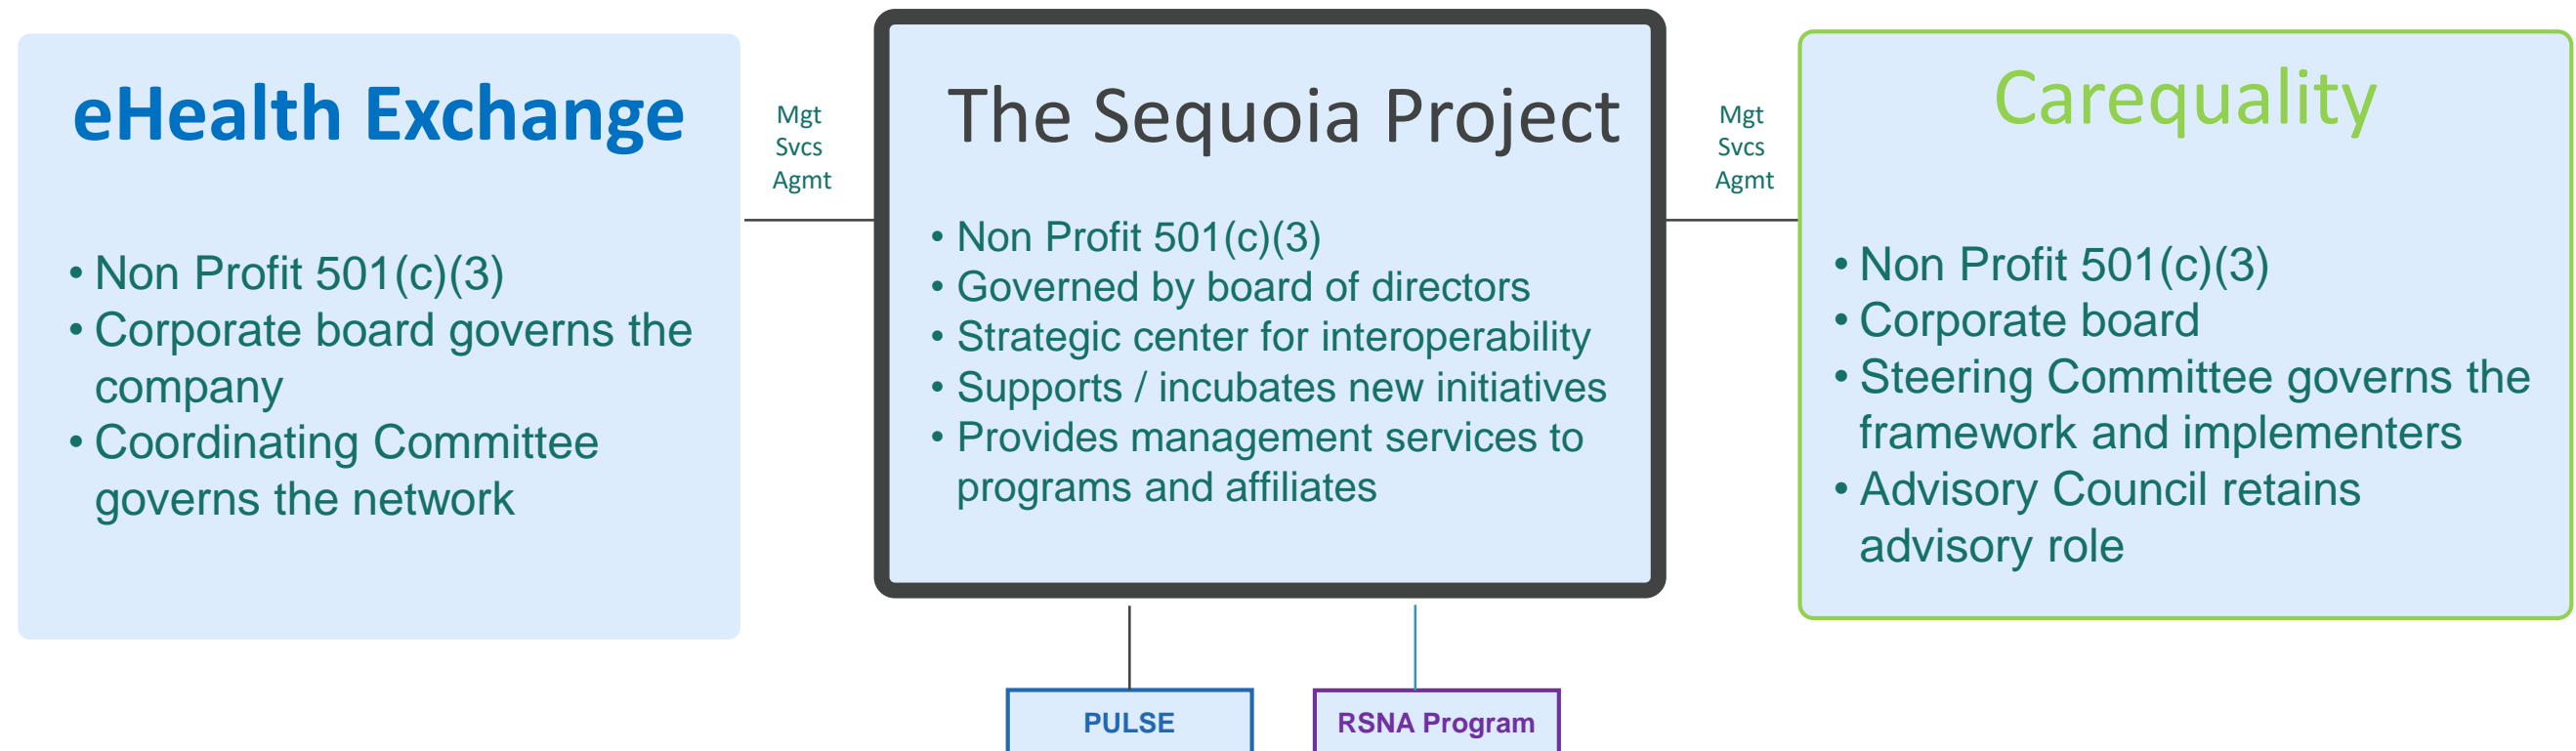 eHealth Exchange
• Non Profit 501(c)(3)
• Corporate board governs the
company
• Coordinating Committee
governs the network
Mgt
Svcs
Agmt
The Sequoia Project
• Non Profit 501(c)(3)
• Governed by board of directors
• Strategic center for interoperability
• Supports / incubates new initiatives
• Provides management services to
programs and affiliates
Mgt
Svcs
Agmt
Carequality
• Non Profit 501(c)(3)
• Corporate board
• Steering Committee governs the
framework and implementers
• Advisory Council retains
advisory role
PULSE
RSNA Program